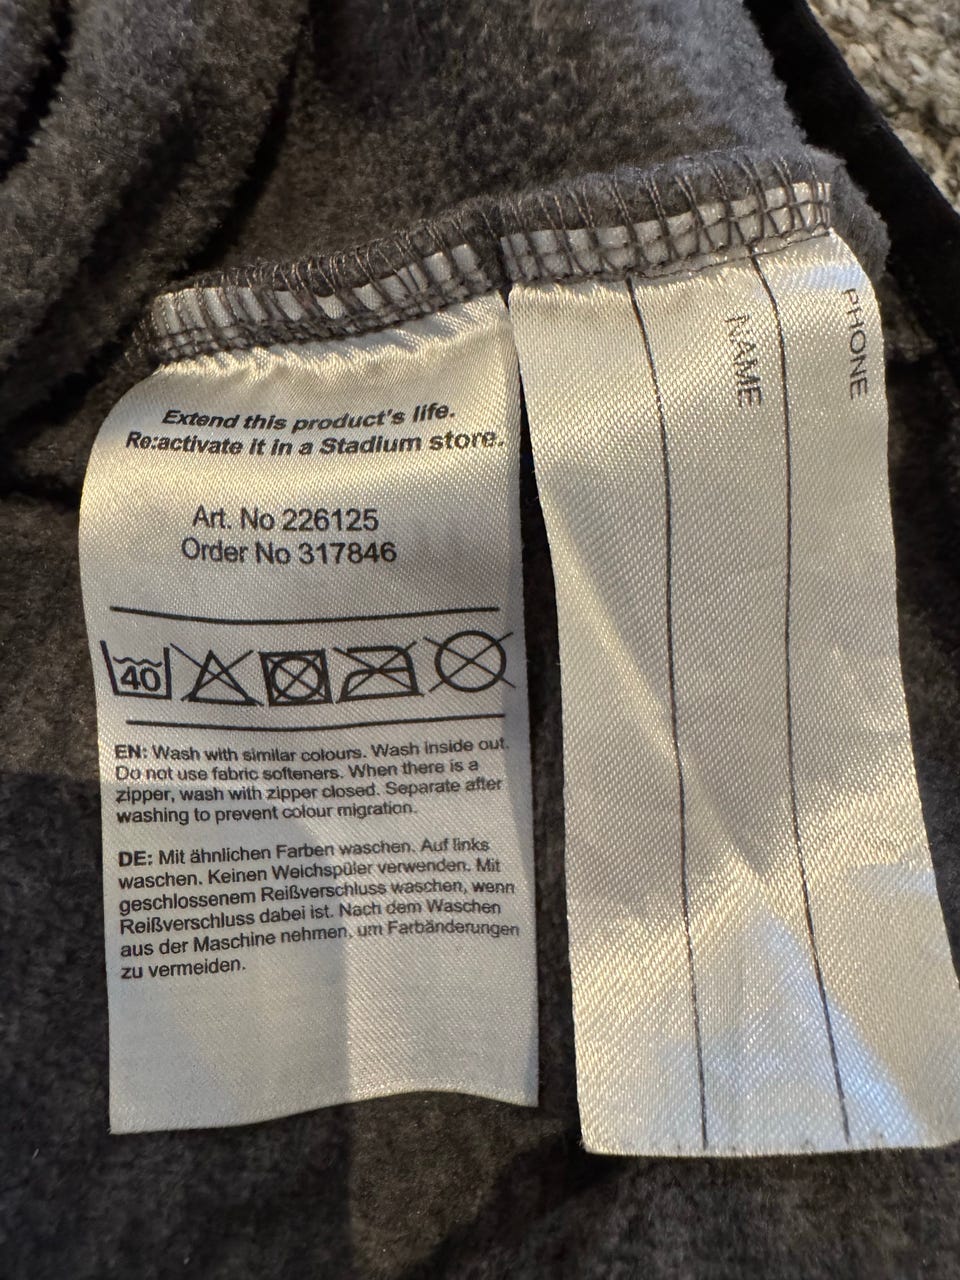 Extend this product's life.
Re:activate it in a Stadium store.
Art. No 226125
Order No 317846
40
EN: Wash with similar colours. Wash inside out.
Do not use fabric softeners. When there is a
zipper, wash with zipper closed. Separate after
washing to prevent colour migration.
DE: Mit ähnlichen Farben waschen. Auf links
waschen. Keinen Weichspüler verwenden. Mit
geschlossenem Reißverschluss waschen, wenn
Reißverschluss dabei ist. Nach dem Waschen
aus der Maschine nehmen, um Farbänderungen
zu vermeiden.
NAME
PHONE